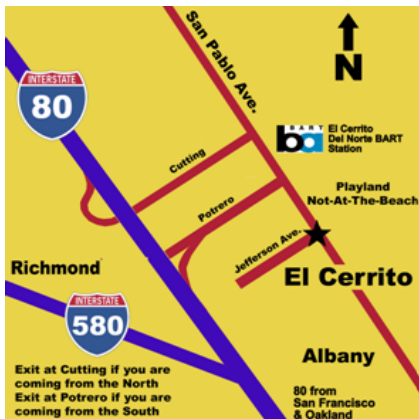 San Pablo Ave.
N
INTERSTATE
80
BART
ba
El Cerrito
Del Norte BART
Station
Cutting
Playland
Not-At-The-Beach
Potrero
Jefferson Ave.
Richmond
El Cerrito
INTERSTATE
580
Albany
Exit at Cutting if you are
coming from the North
Exit at Potrero if you are
coming from the South
80 from
San Francisco
& Oakland